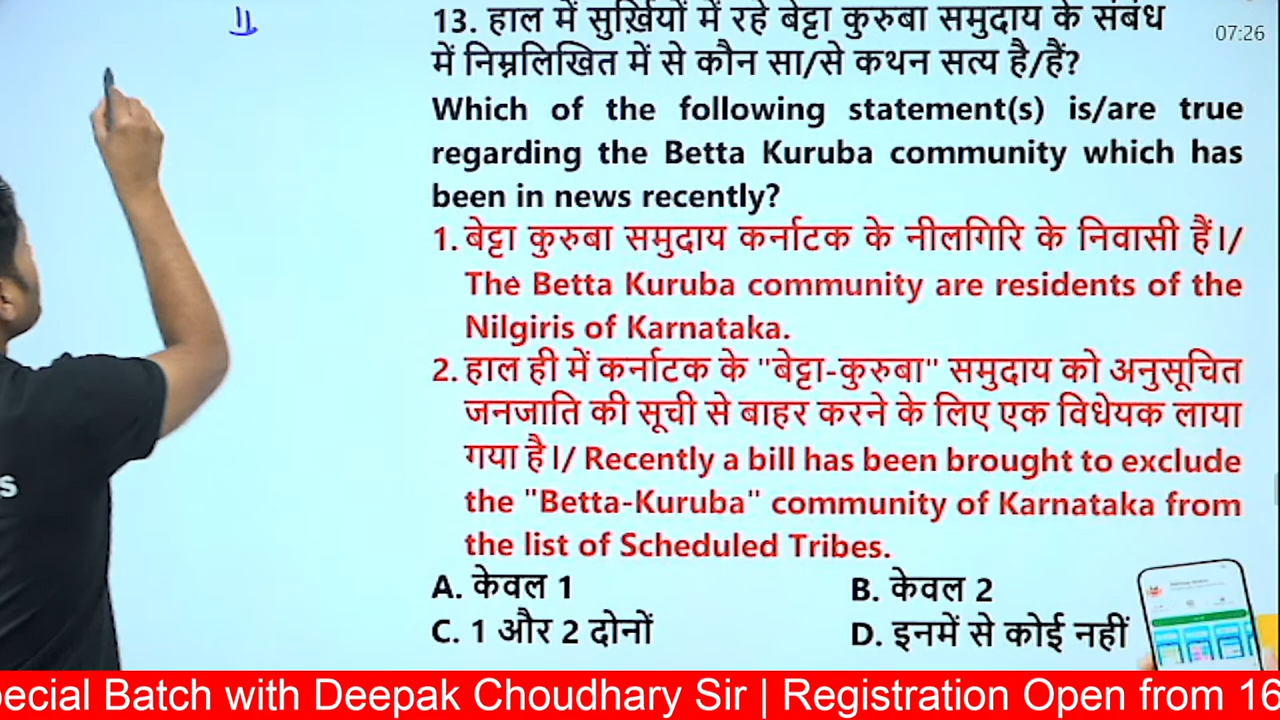 13. हाल में सुर्ख़ियों में रहे बेट्टा कुरुबा समुदाय के संबंध
07:26
में निम्नलिखित में से कौन सा/से कथन सत्य है/हैं?
Which of the following statement(s) is/are true
regarding the Betta Kuruba community which has
been in news recently?
1. बेट्टा कुरुबा समुदाय कर्नाटक के नीलगिरि के निवासी हैं।/
The Betta Kuruba community are residents of the
Nilgiris of Karnataka.
2. हाल ही में कर्नाटक के "बेट्टा-कुरुबा" समुदाय को अनुसूचित
जनजाति की सूची से बाहर करने के लिए एक विधेयक लाया
गया है।/ Recently a bill has been brought to exclude
the "Betta-Kuruba" community of Karnataka from
the list of Scheduled Tribes.
A. केवल 1
B. केवल 2
C. 1 और 2 दोनों
D. इनमें से कोई नहीं
s
pecial Batch with Deepak Choudhary Sir | Registration Open from 16